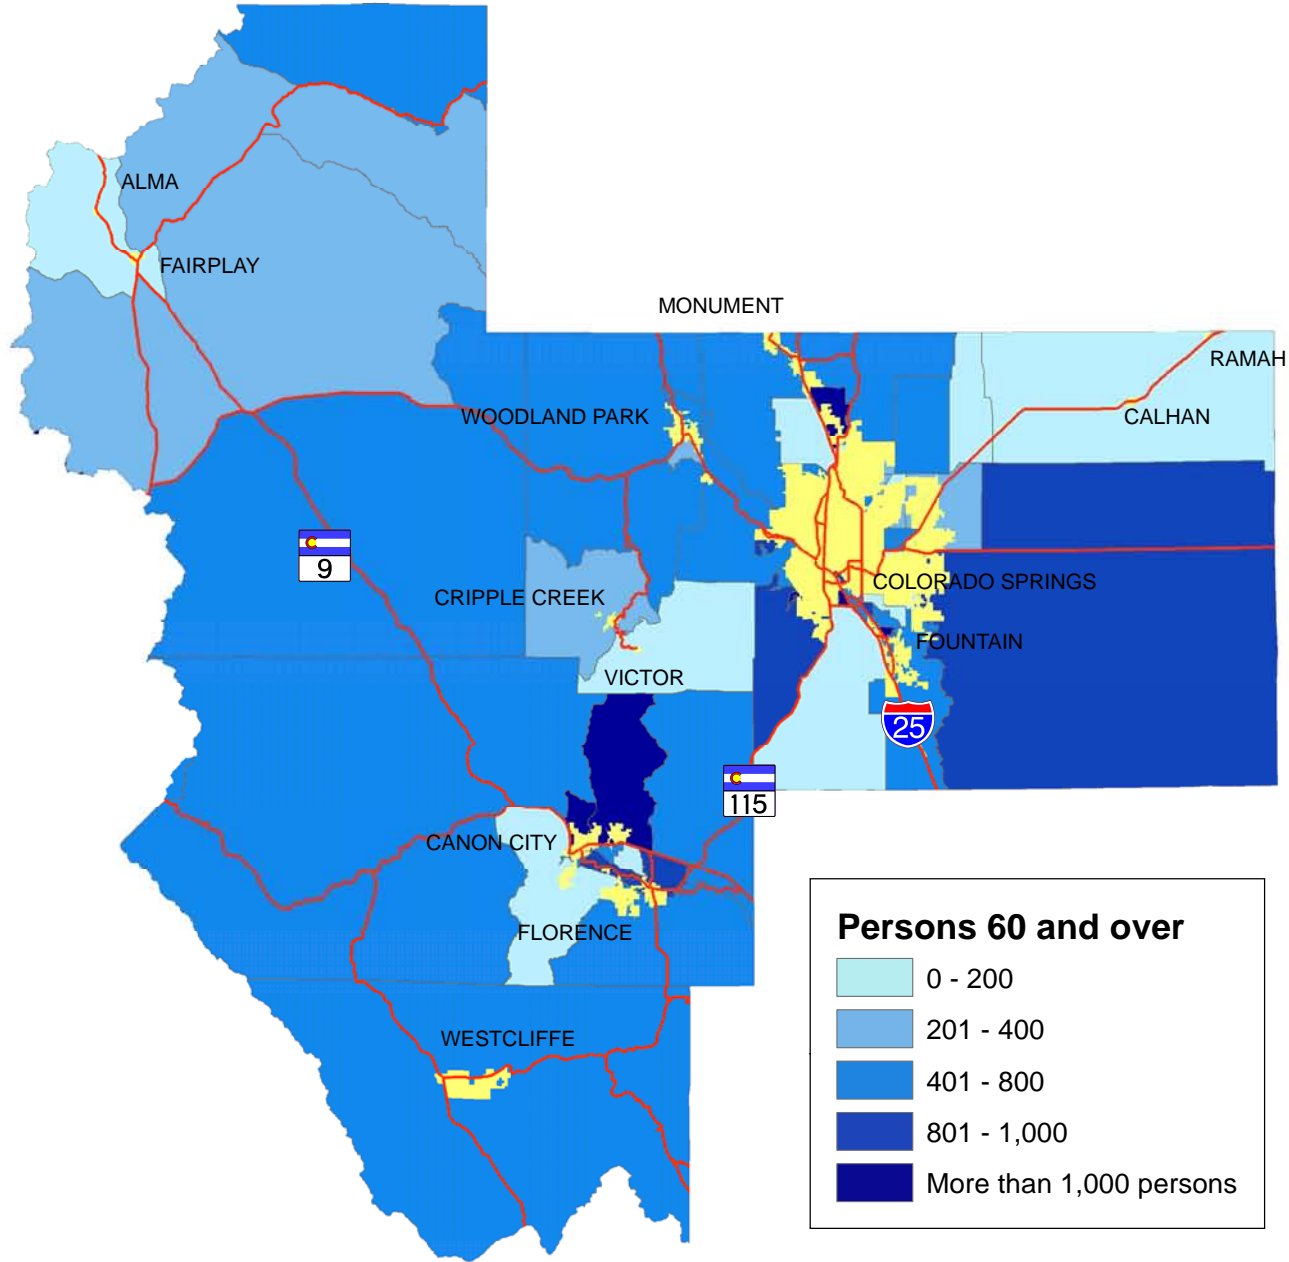 ALMA
FAIRPLAY
MONUMENT
RAMAH
WOODLAND PARK
CALHAN
9
CRIPPLE CREEK
COLORADO SPRINGS
FOUNTAIN
VICTOR
25
115
CANON CITY
FLORENCE
WESTCLIFFE
Persons 60 and over
0 - 200
201 - 400
401 - 800
801 - 1,000
More than 1,000 persons